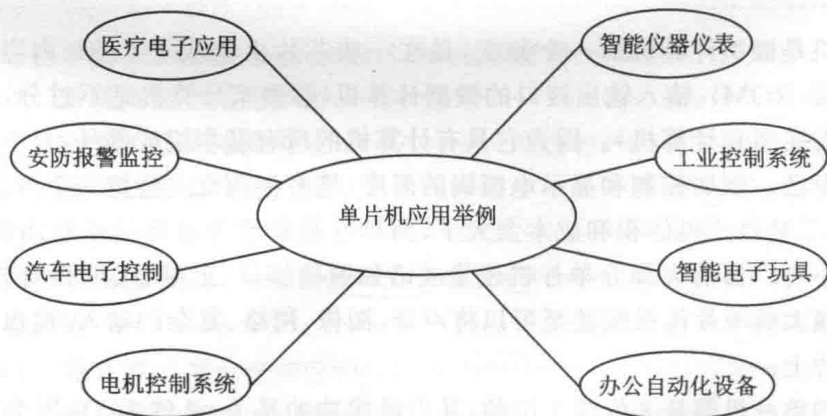 医疗电子应用
智能仪器仪表
安防报警监控
工业控制系统
单片机应用举例
汽车电子控制
智能电子玩具
电机控制系统
办公自动化设备